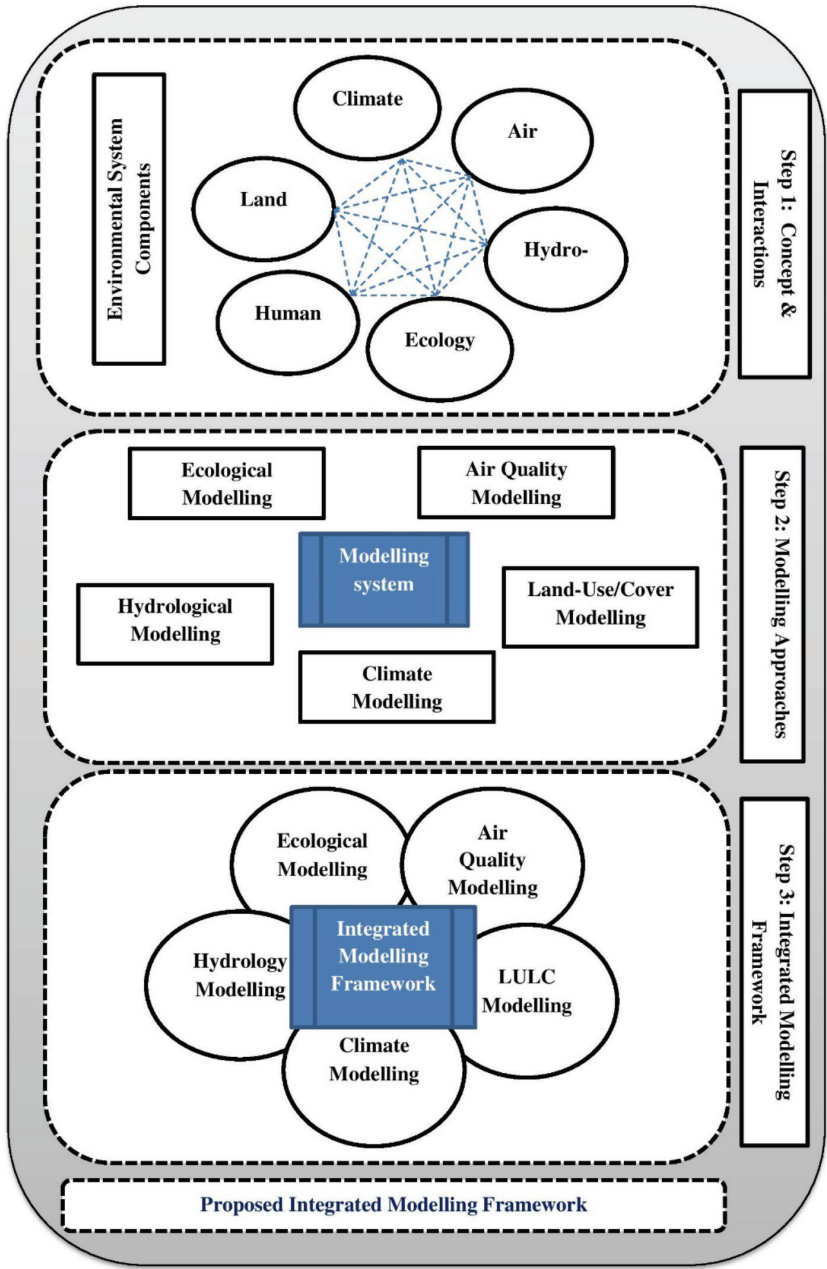 Environmental System
Components
Climate
Air
Land
Hydro-
Human
Ecology
Step 1: Concept &
Interactions
Ecological
Modelling
Air Quality
Modelling
Modelling
system
Hydrological
Modelling
Land-Use/Cover
Modelling
Climate
Modelling
Step 2: Modelling Approaches
Ecological
Modelling
Air
Quality
Modelling
Integrated
Modelling
Framework
Hydrology
Modelling
LULC
Modelling
Climate
Modelling
Step 3: Integrated Modelling
Framework
Proposed Integrated Modelling Framework